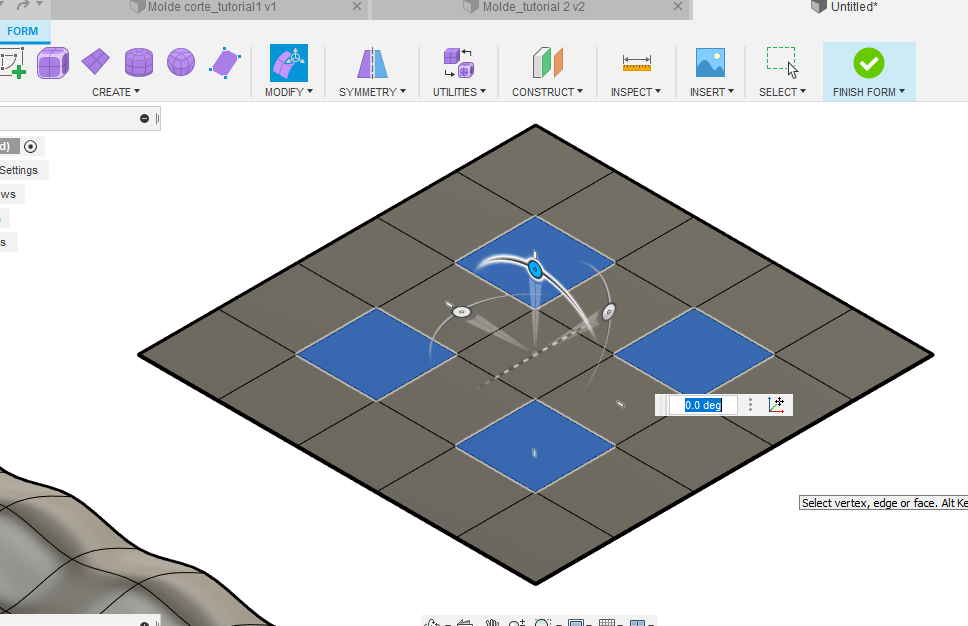 Molde corte_tutorial1 v1
Molde_tutorial 2 v2
Untitled*
FORM
CREATE
MODIFY
SYMMETRY
UTILITIES
CONSTRUCT
INSPECT
INSERT
SELECT
FINISH FORM
d)
Settings
ws
s
0.0 deg
Select vertex, edge or face. Alt Ke